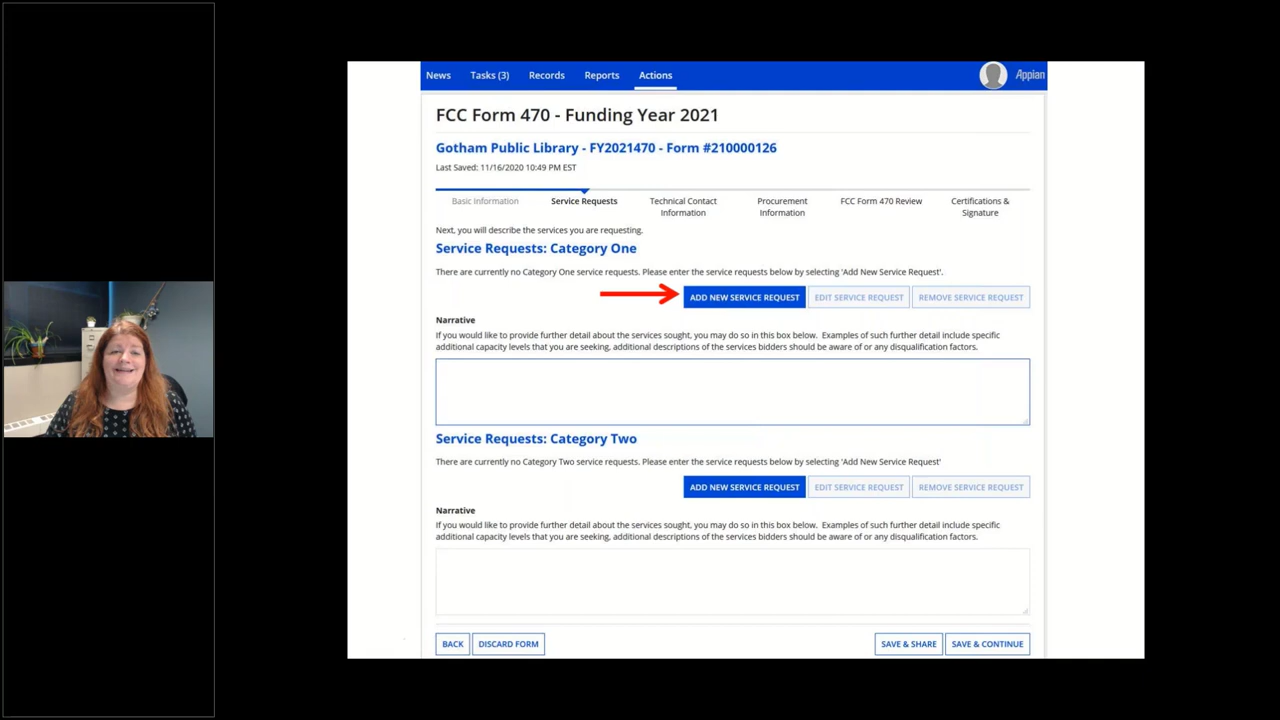 News Tasks (3) Records Reports Actions Appian
FCC Form 470 - Funding Year 2021
Gotham Public Library - FY2021470 - Form #210000126
Last Saved: 11/16/2020 10:49 PM EST
Basic Information Service Requests Technical Contact Information Procurement Information FCC Form 470 Review Certifications & Signature
Next, you will describe the services you are requesting.
Service Requests: Category One
There are currently no Category One service requests. Please enter the service requests below by selecting 'Add New Service Request'.
ADD NEW SERVICE REQUEST EDIT SERVICE REQUEST REMOVE SERVICE REQUEST
Narrative
If you would like to provide further detail about the services sought, you may do so in this box below. Examples of such further detail include specific
additional capacity levels that you are seeking, additional descriptions of the services bidders should be aware of or any disqualification factors.
Service Requests: Category Two
There are currently no Category Two service requests. Please enter the service requests below by selecting 'Add New Service Request'
ADD NEW SERVICE REQUEST EDIT SERVICE REQUEST REMOVE SERVICE REQUEST
Narrative
If you would like to provide further detail about the services sought, you may do so in this box below. Examples of such further detail include specific
additional capacity levels that you are seeking, additional descriptions of the services bidders should be aware of or any disqualification factors.
BACK DISCARD FORM SAVE & SHARE SAVE & CONTINUE